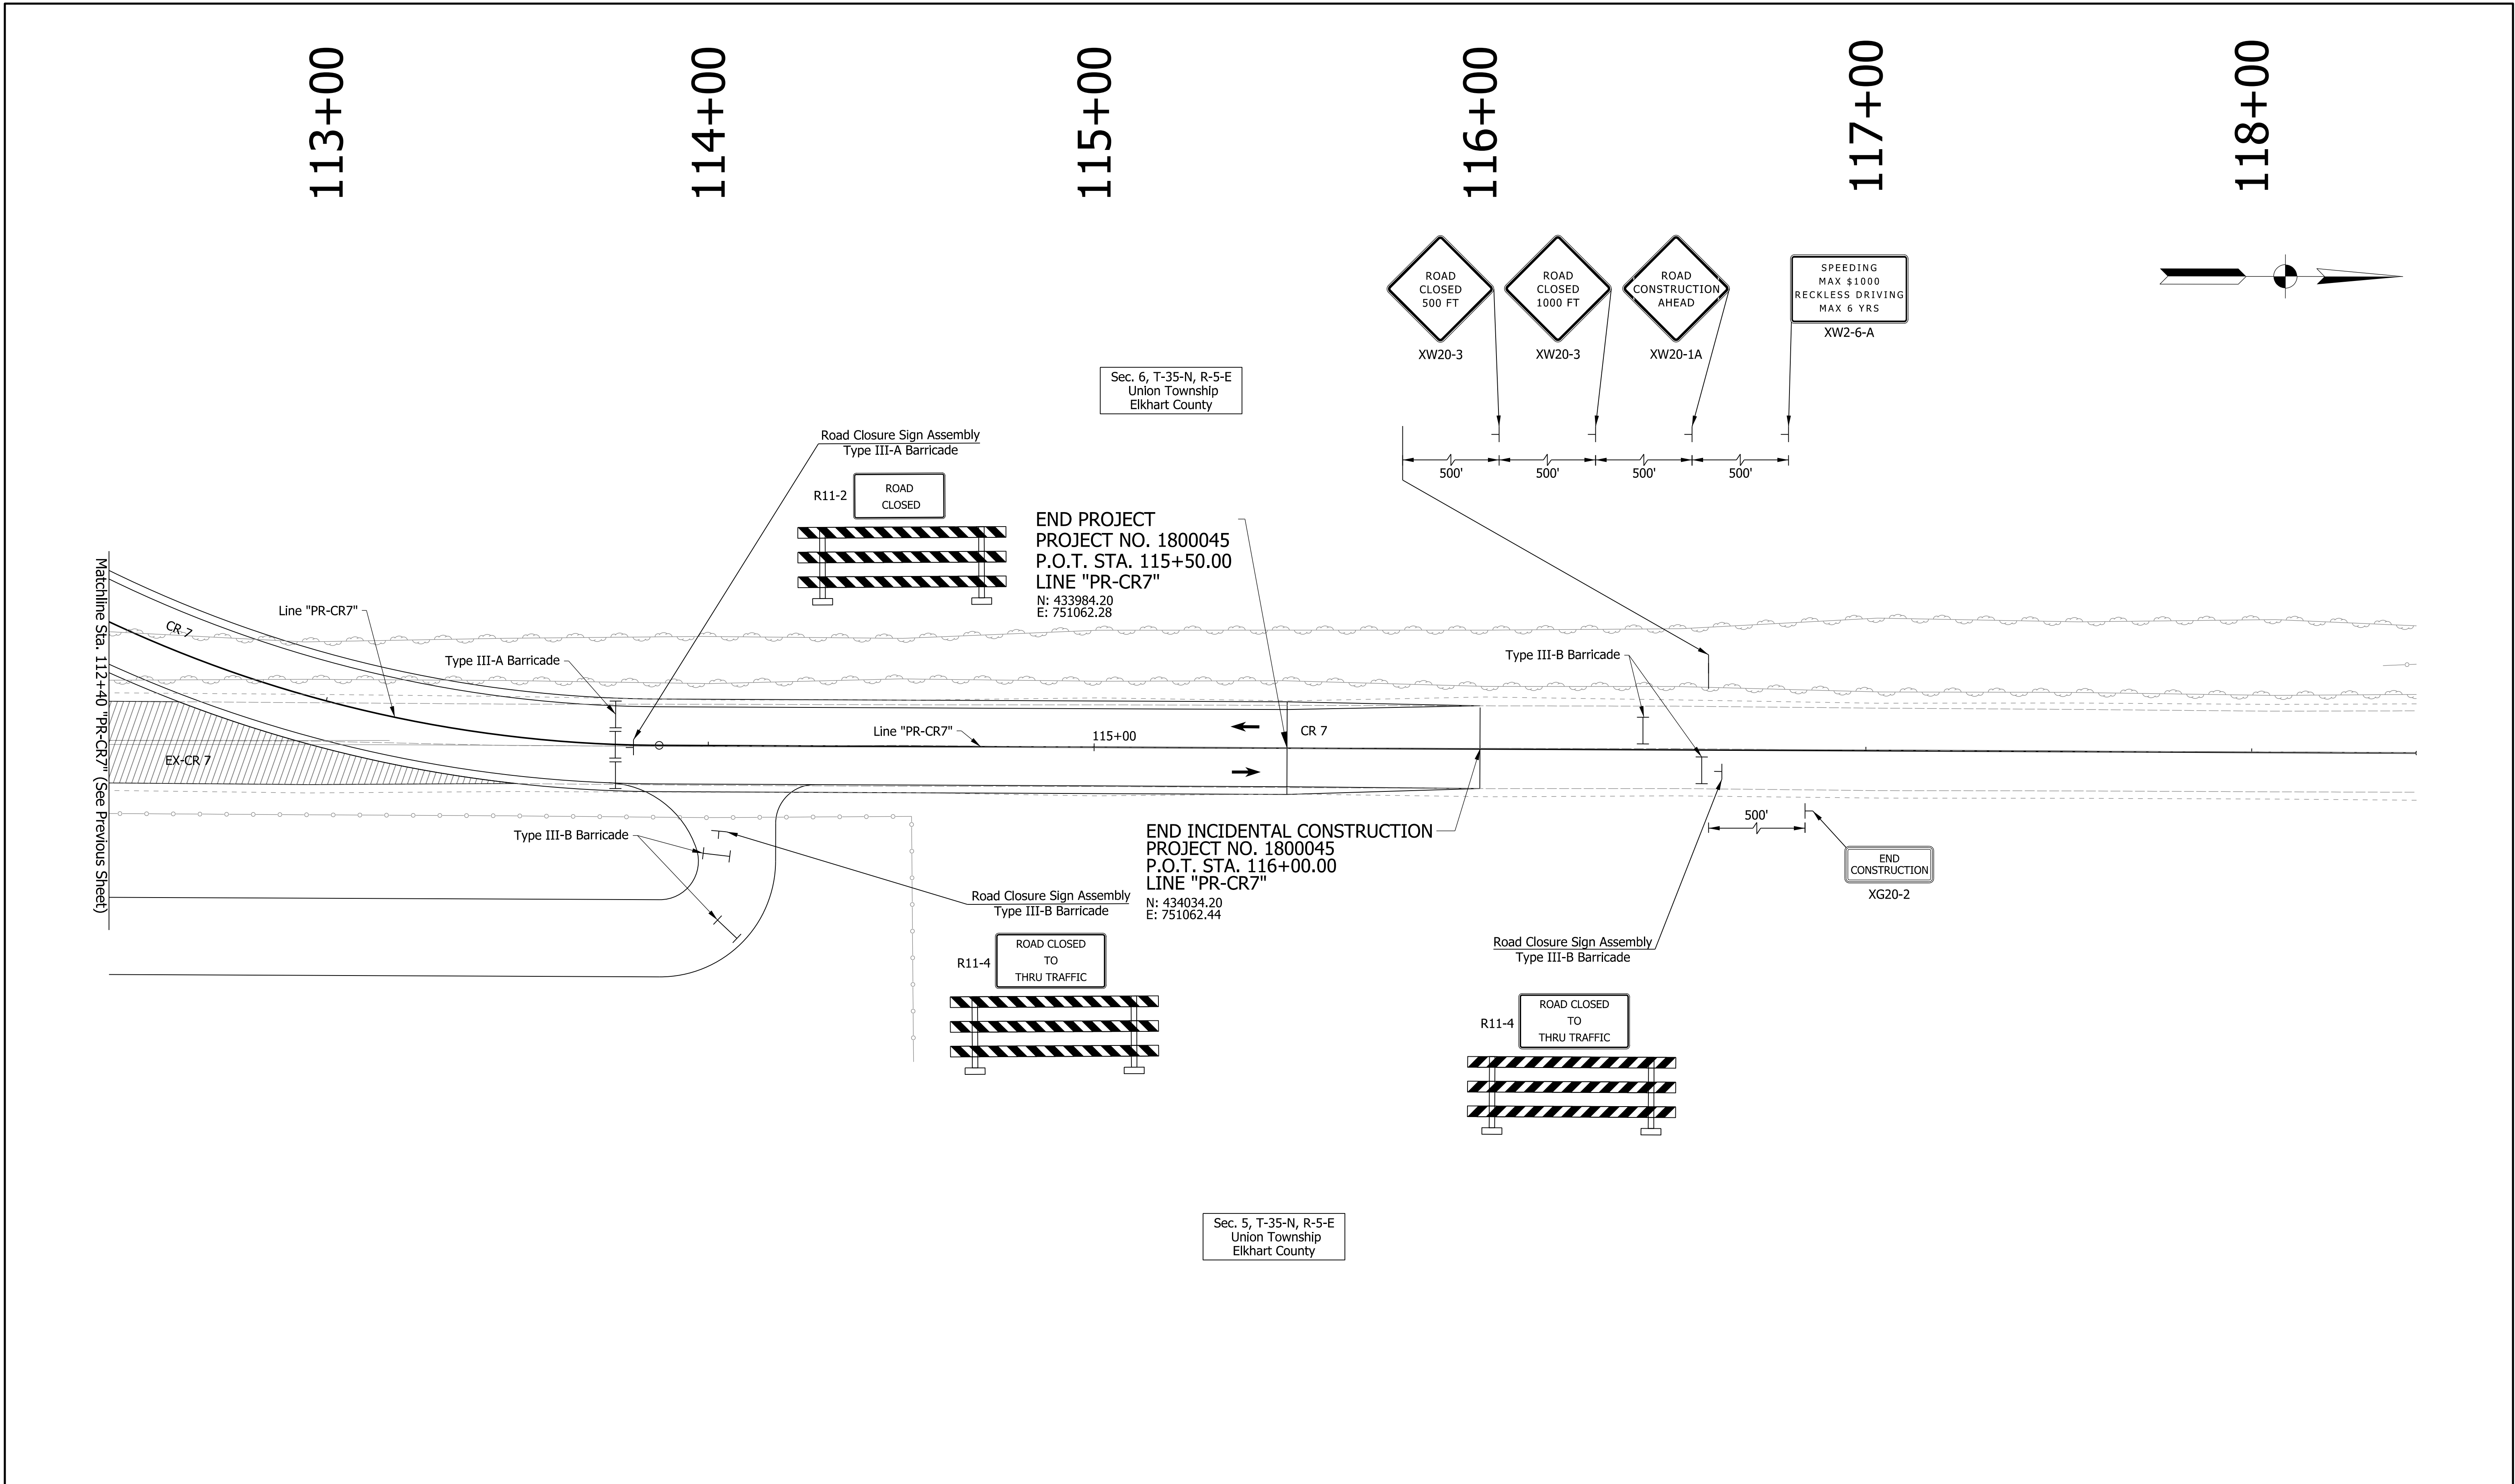 113+00
114+00
115+00
116+00
117+00
118+00
ROAD
CLOSED
500 FT
XW20-3
ROAD
CLOSED
1000 FT
XW20-3
ROAD
CONSTRUCTION
AHEAD
XW20-1A
SPEEDING
MAX $1000
RECKLESS DRIVING
MAX 6 YRS
XW2-6-A
Sec. 6, T-35-N, R-5-E
Union Township
Elkhart County
500'
500'
500'
500'
Road Closure Sign Assembly
Type III-A Barricade
R11-2
ROAD
CLOSED
END PROJECT
PROJECT NO. 1800045
P.O.T. STA. 115+50.00
LINE "PR-CR7"
N: 433984.20
E: 751062.28
Matchline Sta. 112+40 "PR-CR7" (See Previous Sheet)
Line "PR-CR7"
CR 7
Type III-A Barricade
Type III-B Barricade
Line "PR-CR7"
115+00
CR 7
EX-CR 7
Type III-B Barricade
END INCIDENTAL CONSTRUCTION
PROJECT NO. 1800045
P.O.T. STA. 116+00.00
LINE "PR-CR7"
N: 434034.20
E: 751062.44
500'
END
CONSTRUCTION
XG20-2
Road Closure Sign Assembly
Type III-B Barricade
R11-4
ROAD CLOSED
TO
THRU TRAFFIC
Road Closure Sign Assembly
Type III-B Barricade
R11-4
ROAD CLOSED
TO
THRU TRAFFIC
Sec. 5, T-35-N, R-5-E
Union Township
Elkhart County